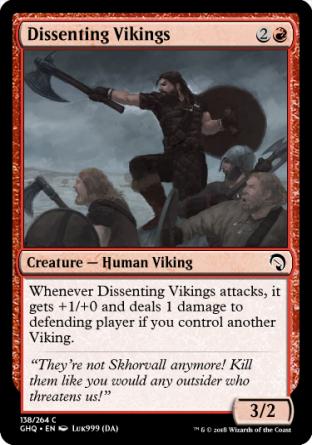 Dissenting Vikings 2
Creature — Human Viking
Whenever Dissenting Vikings attacks, it
gets +1/+0 and deals 1 damage to
defending player if you control another
Viking.
“They’re not Skhorvall anymore! Kill
them like you would any outsider who
threatens us!”
3/2
138/264 C
GHQ • EN Luk999 (DA)
™ & © 2018 Wizards of the Coast